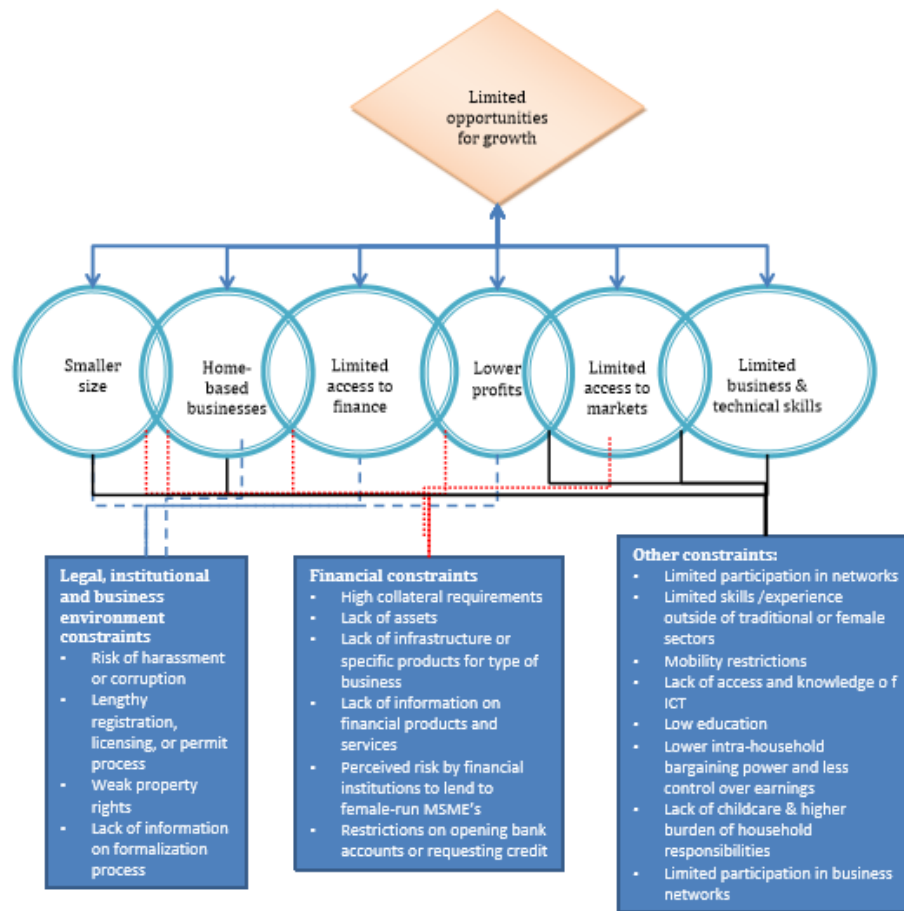 Limited
opportunities
for growth
Smaller
size
Home-
based
businesses
Limited
access to
finance
Lower
profits
Limited
access to
markets
Limited
business &
technical skills
Legal, institutional
and business
environment
constraints
- Risk of harassment
or corruption
- Lengthy
registration,
licensing, or permit
process
- Weak property
rights
- Lack of information
on formalization
process
Financial constraints
- High collateral requirements
- Lack of assets
- Lack of infrastructure or
specific products for type of
business
- Lack of information on
financial products and
services
- Perceived risk by financial
institutions to lend to
female-run MSME's
- Restrictions on opening bank
accounts or requesting credit
Other constraints:
- Limited participation in networks
- Limited skills /experience
outside of traditional or female
sectors
- Mobility restrictions
- Lack of access and knowledge o f
ICT
- Low education
- Lower intra-household
bargaining power and less
control over earnings
- Lack of childcare & higher
burden of household
responsibilities
- Limited participation in business
networks